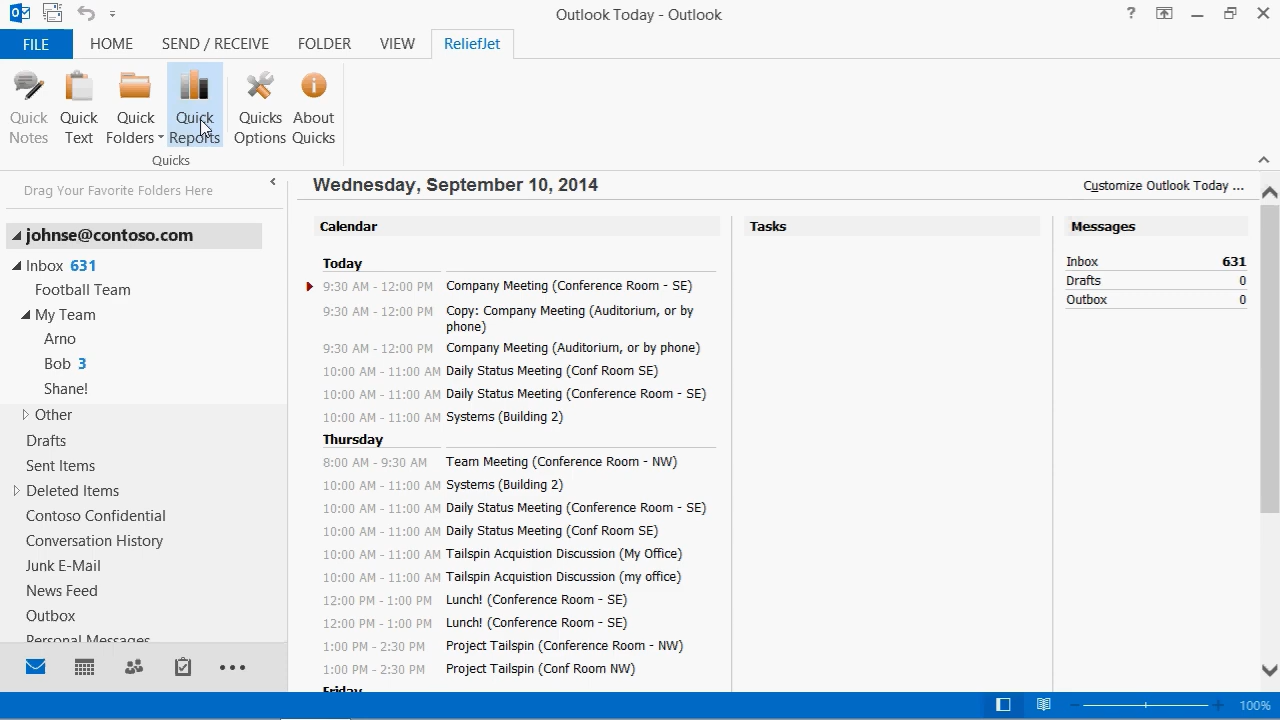 Outlook Today - Outlook
?
FILE HOME SEND / RECEIVE FOLDER VIEW ReliefJet
Quick Notes
Quick Text
Quick Folders
Quick Reports
Quicks Options
About Quicks
Quicks
Drag Your Favorite Folders Here
johnse@contoso.com
Inbox 631
Football Team
My Team
Arno
Bob 3
Shane!
Other
Drafts
Sent Items
Deleted Items
Contoso Confidential
Conversation History
Junk E-Mail
News Feed
Outbox
Personal Messages
Wednesday, September 10, 2014
Customize Outlook Today ...
Calendar
Today
9:30 AM - 12:00 PM Company Meeting (Conference Room - SE)
9:30 AM - 12:00 PM Copy: Company Meeting (Auditorium, or by
phone)
9:30 AM - 12:00 PM Company Meeting (Auditorium, or by phone)
10:00 AM - 11:00 AM Daily Status Meeting (Conf Room SE)
10:00 AM - 11:00 AM Daily Status Meeting (Conference Room - SE)
10:00 AM - 11:00 AM Systems (Building 2)
Thursday
8:00 AM - 9:30 AM Team Meeting (Conference Room - NW)
10:00 AM - 11:00 AM Systems (Building 2)
10:00 AM - 11:00 AM Daily Status Meeting (Conference Room - SE)
10:00 AM - 11:00 AM Daily Status Meeting (Conf Room SE)
10:00 AM - 11:00 AM Tailspin Acquistion Discussion (My Office)
10:00 AM - 11:00 AM Tailspin Acquistion Discussion (my office)
12:00 PM - 1:00 PM Lunch! (Conference Room - SE)
12:00 PM - 1:00 PM Lunch! (Conference Room - SE)
1:00 PM - 2:30 PM Project Tailspin (Conference Room - NW)
1:00 PM - 2:30 PM Project Tailspin (Conf Room NW)
Friday
Tasks
Messages
Inbox 631
Drafts 0
Outbox 0
100%